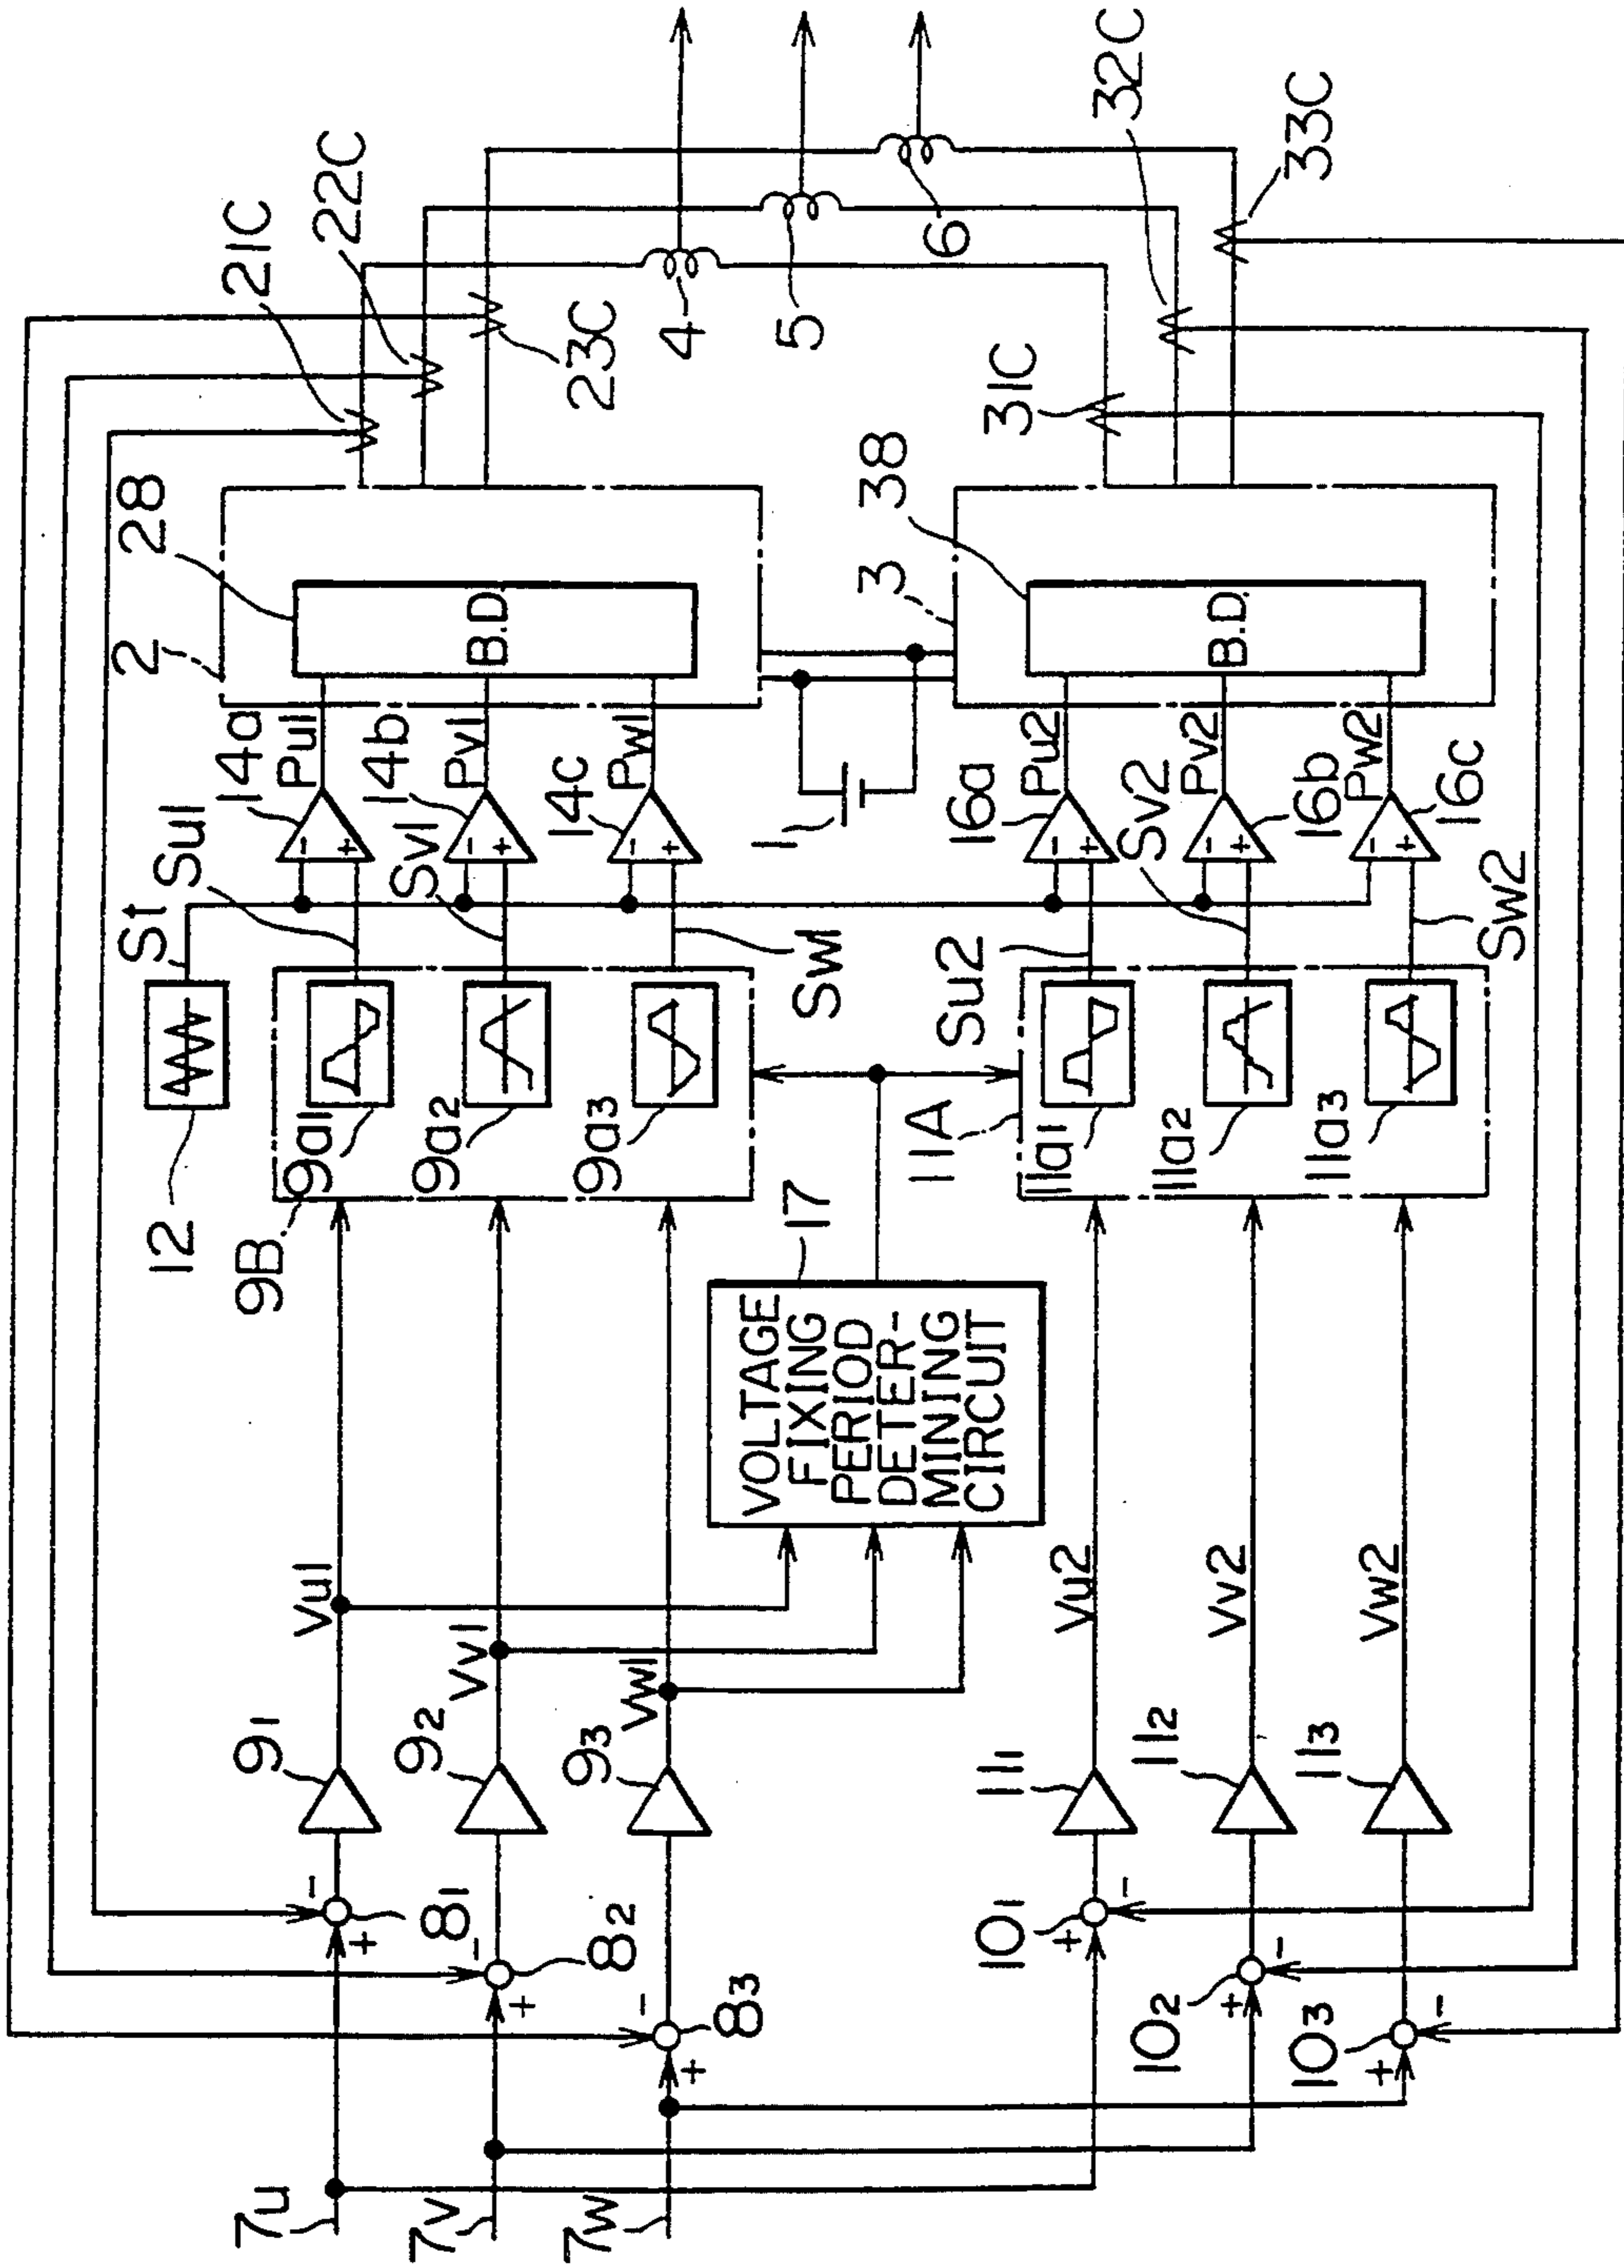 21C
22C
23C
4
5
6
31C
32C
33C
28
2
B.D.
3
38
B.D.
14a
Pu1
14b
Pv1
14c
Pw1
1
16a
Pu2
Pv2
16b
Pw2
16c
- +
- +
- +
- +
- +
- +
St
Su1
Sv1
Sw1
Su2
Sv2
Sw2
12
9B
9a1
9a2
9a3
11A
11a1
11a2
11a3
17
VOLTAGE
FIXING
PERIOD
DETER-
MINING
CIRCUIT
Vu1
Vv1
Vw1
Vu2
Vv2
Vw2
91
92
93
111
112
113
- +
81
- +
82
- +
83
+ -
101
+ -
102
+ -
103
7u
7v
7w